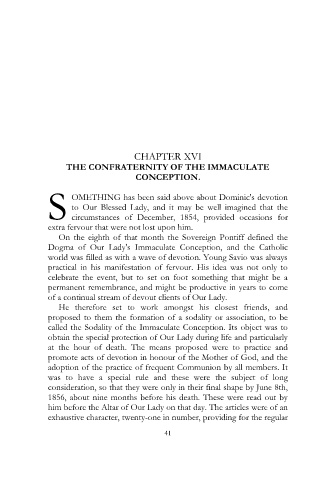 CHAPTER XVI
THE CONFRATERNITY OF THE IMMACULATE
CONCEPTION.
SOMETHING has been said above about Dominic's devotion
to Our Blessed Lady, and it may be well imagined that the
circumstances of December, 1854, provided occasions for
extra fervour that were not lost upon him.
On the eighth of that month the Sovereign Pontiff defined the
Dogma of Our Lady's Immaculate Conception, and the Catholic
world was filled as with a wave of devotion. Young Savio was always
practical in his manifestation of fervour. His idea was not only to
celebrate the event, but to set on foot something that might be a
permanent remembrance, and might be productive in years to come
of a continual stream of devout clients of Our Lady.
He therefore set to work amongst his closest friends, and
proposed to them the formation of a sodality or association, to be
called the Sodality of the Immaculate Conception. Its object was to
obtain the special protection of Our Lady during life and particularly
at the hour of death. The means proposed were to practice and
promote acts of devotion in honour of the Mother of God, and the
adoption of the practice of frequent Communion by all members. It
was to have a special rule and these were the subject of long
consideration, so that they were only in their final shape by June 8th,
1856, about nine months before his death. These were read out by
him before the Altar of Our Lady on that day. The articles were of an
exhaustive character, twenty-one in number, providing for the regular
41